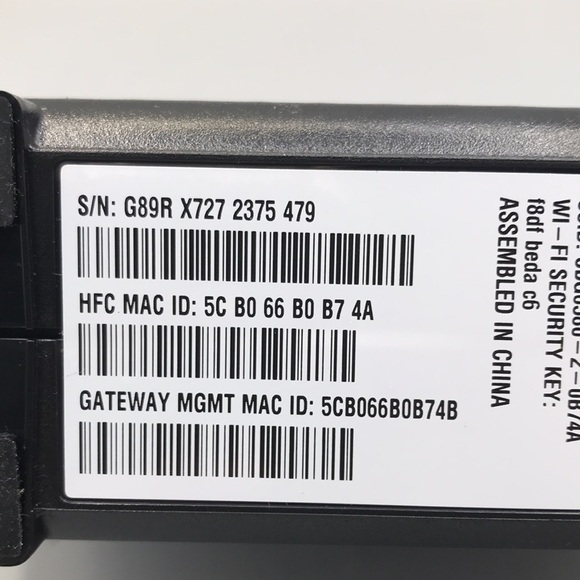 S/N: G89R X727 2375 479
HFC MAC ID: 5C B0 66 B0 B7 4A
GATEWAY MGMT MAC ID: 5CB066B0B74B
WI-FI SECURITY KEY:
f8df beda c6
ASSEMBLED IN CHINA